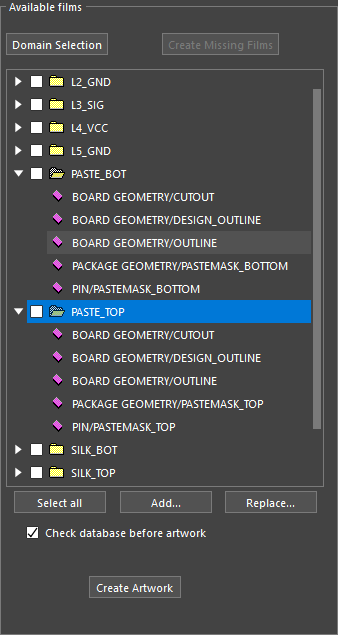 Available films
Domain Selection
Create Missing Films
L2_GND
L3_SIG
L4_VCC
L5_GND
PASTE_BOT
BOARD GEOMETRY/CUTOUT
BOARD GEOMETRY/DESIGN_OUTLINE
BOARD GEOMETRY/OUTLINE
PACKAGE GEOMETRY/PASTEMASK_BOTTOM
PIN/PASTEMASK_BOTTOM
PASTE_TOP
BOARD GEOMETRY/CUTOUT
BOARD GEOMETRY/DESIGN_OUTLINE
BOARD GEOMETRY/OUTLINE
PACKAGE GEOMETRY/PASTEMASK_TOP
PIN/PASTEMASK_TOP
SILK_BOT
SILK_TOP
Select all
Add...
Replace...
Check database before artwork
Create Artwork